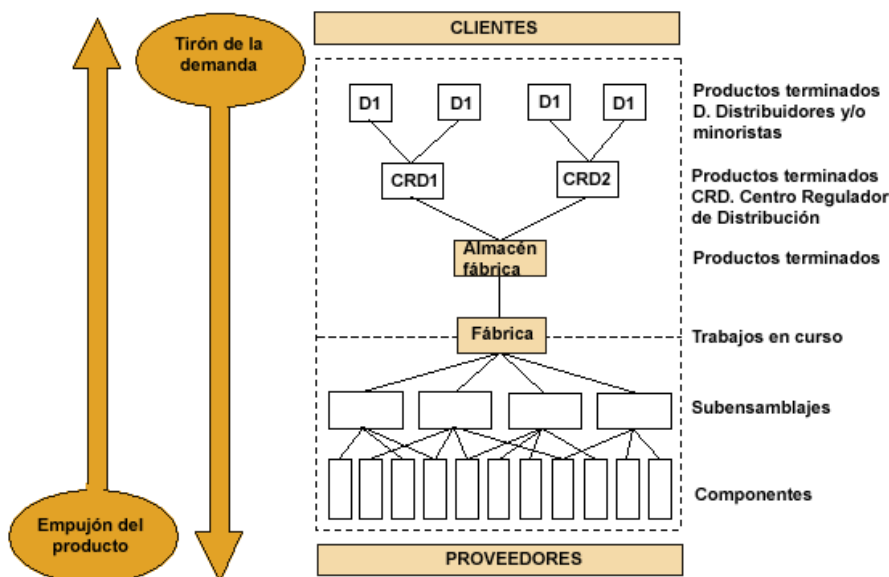 Tirón de la
demanda
CLIENTES
D1
D1
D1
D1
Productos terminados
D. Distribuidores y/o
minoristas
CRD1
CRD2
Productos terminados
CRD. Centro Regulador
de Distribución
Almacén
fábrica
Productos terminados
Fábrica
Trabajos en curso
Subensamblajes
Componentes
Empujón del
producto
PROVEEDORES